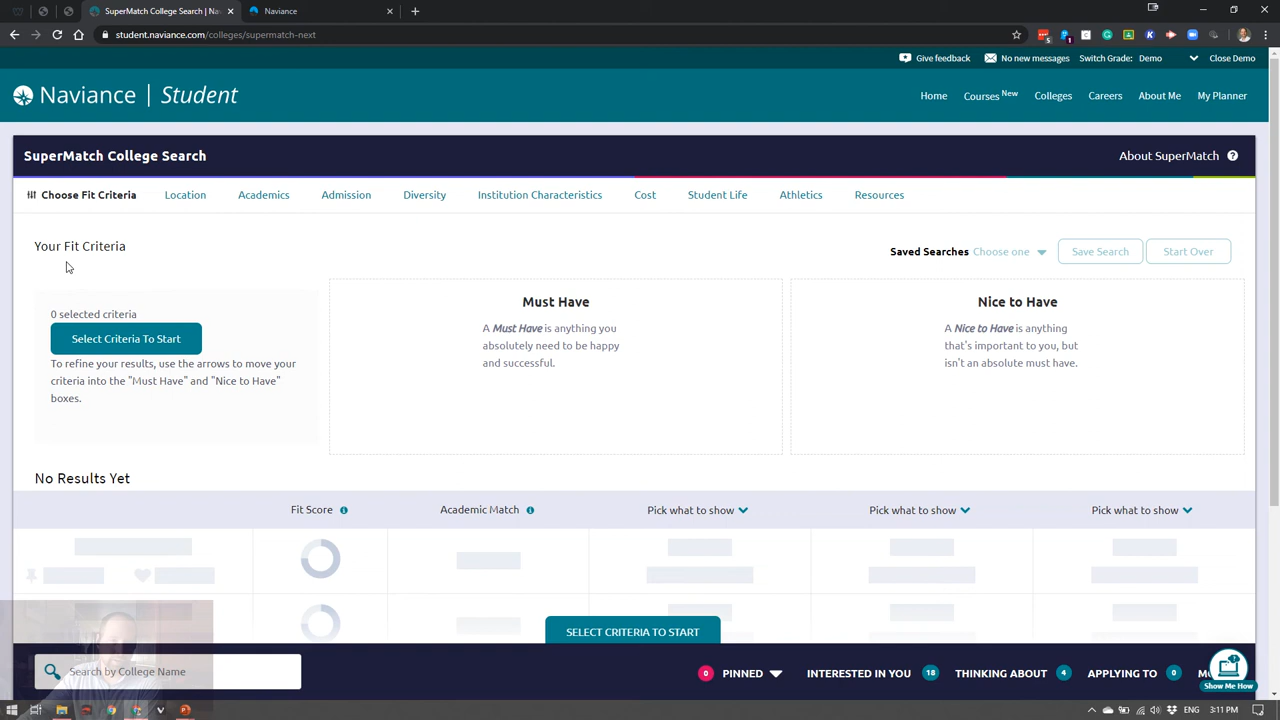 SuperMatch College Search | Na
Naviance
student.naviance.com/colleges/supermatch-next
Give feedback No new messages Switch Grade: Demo Close Demo
Naviance | Student
Home Courses New Colleges Careers About Me My Planner
SuperMatch College Search About SuperMatch
Choose Fit Criteria Location Academics Admission Diversity Institution Characteristics Cost Student Life Athletics Resources
Your Fit Criteria
Saved Searches Choose one Save Search Start Over
0 selected criteria
Select Criteria To Start
To refine your results, use the arrows to move your
criteria into the "Must Have" and "Nice to Have"
boxes.
Must Have
A Must Have is anything you
absolutely need to be happy
and successful.
Nice to Have
A Nice to Have is anything
that's important to you, but
isn't an absolute must have.
No Results Yet
Fit Score Academic Match Pick what to show Pick what to show Pick what to show
SELECT CRITERIA TO START
Search by College Name
0 PINNED INTERESTED IN YOU 18 THINKING ABOUT 4 APPLYING TO 0
Show Me How
3:11 PM